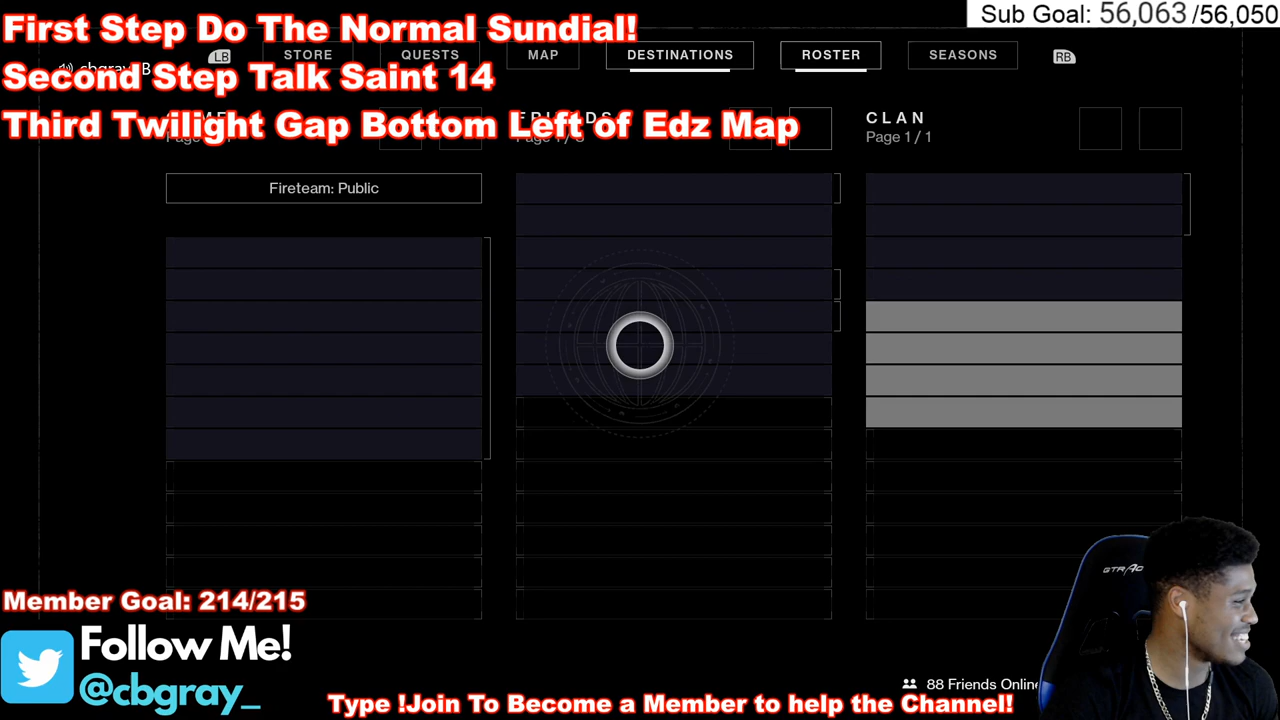 First Step Do The Normal Sundial!
Sub Goal: 56,063 /56,050
LB STORE QUESTS MAP DESTINATIONS ROSTER SEASONS RB
Second Step Talk Saint 14
Third Twilight Gap Bottom Left of Edz Map
FRIENDS
CLAN
Page 1 / 1
Fireteam: Public
GTRA
Member Goal: 214/215
Follow Me!
@cbgray_
88 Friends Online
Type !Join To Become a Member to help the Channel!